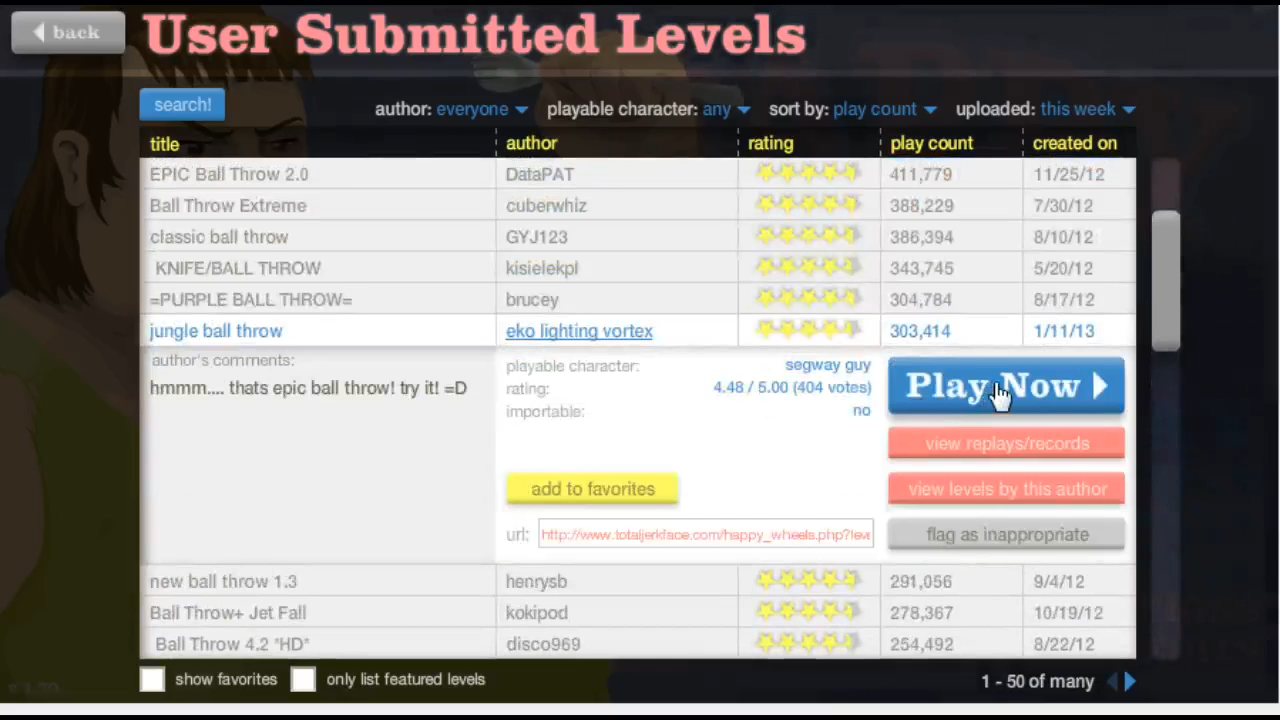 back
User Submitted Levels
search!
author: everyone playable character: any sort by: play count uploaded: this week
title author rating play count created on
EPIC Ball Throw 2.0 DataPAT 411,779 11/25/12
Ball Throw Extreme cuberwhiz 388,229 7/30/12
classic ball throw GYJ123 386,394 8/10/12
KNIFE/BALL THROW kisielekpl 343,745 5/20/12
=PURPLE BALL THROW= brucey 304,784 8/17/12
jungle ball throw eko lighting vortex 303,414 1/11/13
author's comments:
hmmm.... thats epic ball throw! try it! =D
playable character: segway guy
rating: 4.48 / 5.00 (404 votes)
importable: no
Play Now
view replays/records
add to favorites
view levels by this author
url: http://www.totaljerkface.com/happy_wheels.php?leve
flag as inappropriate
new ball throw 1.3 henrysb 291,056 9/4/12
Ball Throw+ Jet Fall kokipod 278,367 10/19/12
Ball Throw 4.2 *HD* disco969 254,492 8/22/12
show favorites only list featured levels 1 - 50 of many